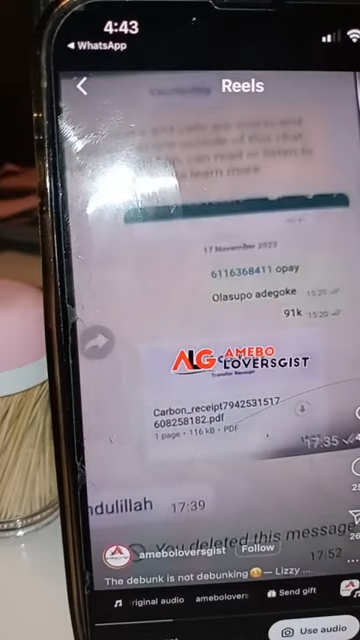 4:43
WhatsApp
Reels
17 November 2023
6116368411 opay
Olasupo adegoke 15:20
91k 15:20
ALG AMEBO
LOVERSGIST
Carbon_receipt7942531517
608258182.pdf
1 page • 116 kB • PDF
17:35
ndulillah 17:39
You deleted this message
17:52
ameboloversgist Follow
The debunk is not debunking — Lizzy ...
riginal audio amebolovers Send gift
Use audio